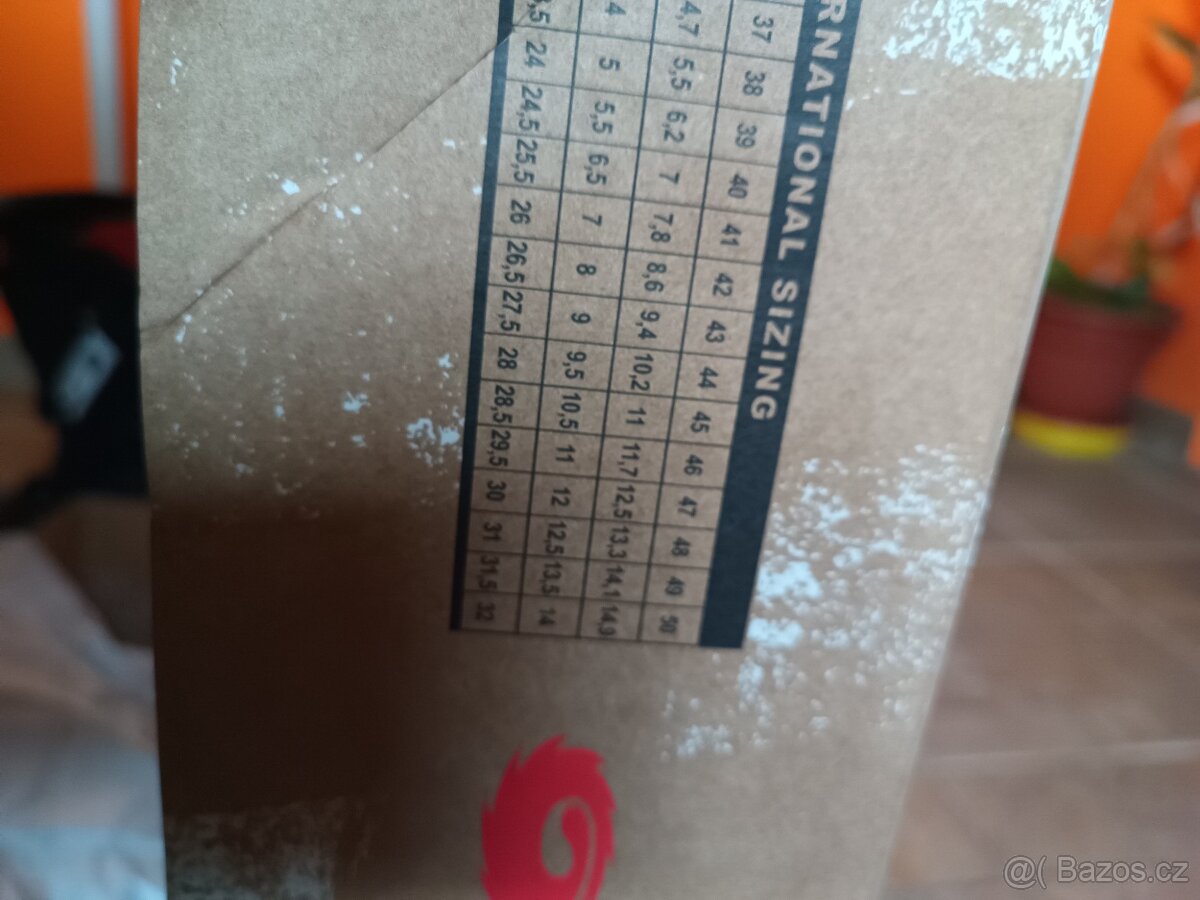 RNATIONAL SIZING
37 38 39 40 41 42 43 44 45 46 47 48 49 50
4,7 5,5 6,2 7 7,8 8,6 9,4 10,2 11 11,7 12,5 13,3 14,1 14,9
4 5 5,5 6,5 7 8 9 9,5 10,5 11 12 12,5 13,5 14
,5 24 24,5 25,5 26 26,5 27,5 28 28,5 29,5 30 31 31,5 32
@( Bazos.cz